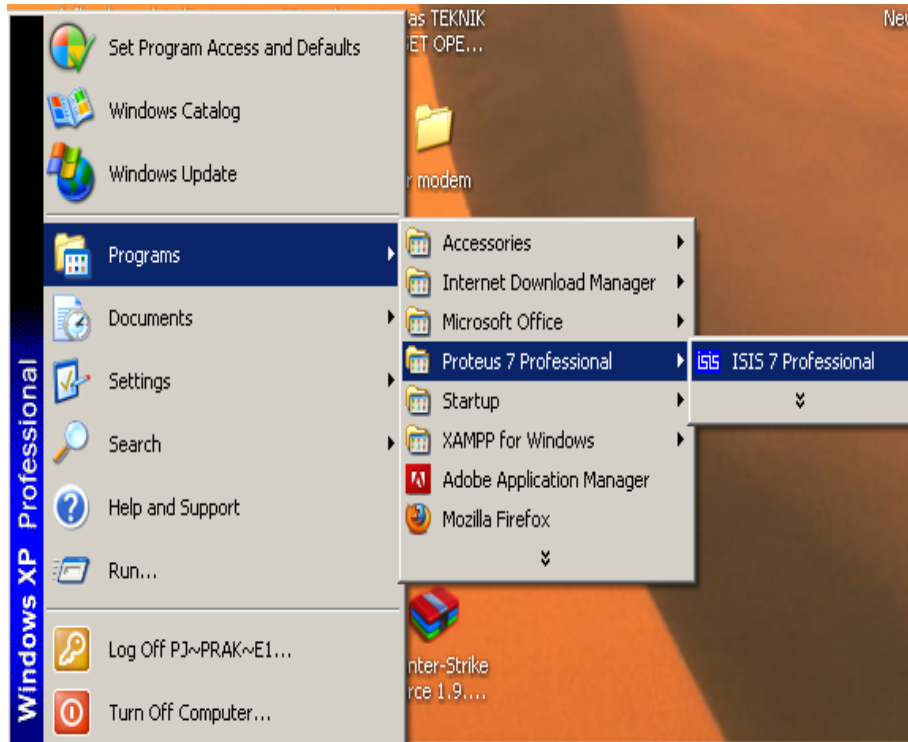 as TEKNIK
ET OPE...
New
Set Program Access and Defaults
Windows Catalog
Windows Update
r modem
Programs
Documents
Settings
Search
Help and Support
Run...
Log Off PJ~PRAK~E1...
Turn Off Computer...
Windows XP Professional
Accessories
Internet Download Manager
Microsoft Office
Proteus 7 Professional
Startup
XAMPP for Windows
Adobe Application Manager
Mozilla Firefox
isis ISIS 7 Professional
nter-Strike
rce 1.9....